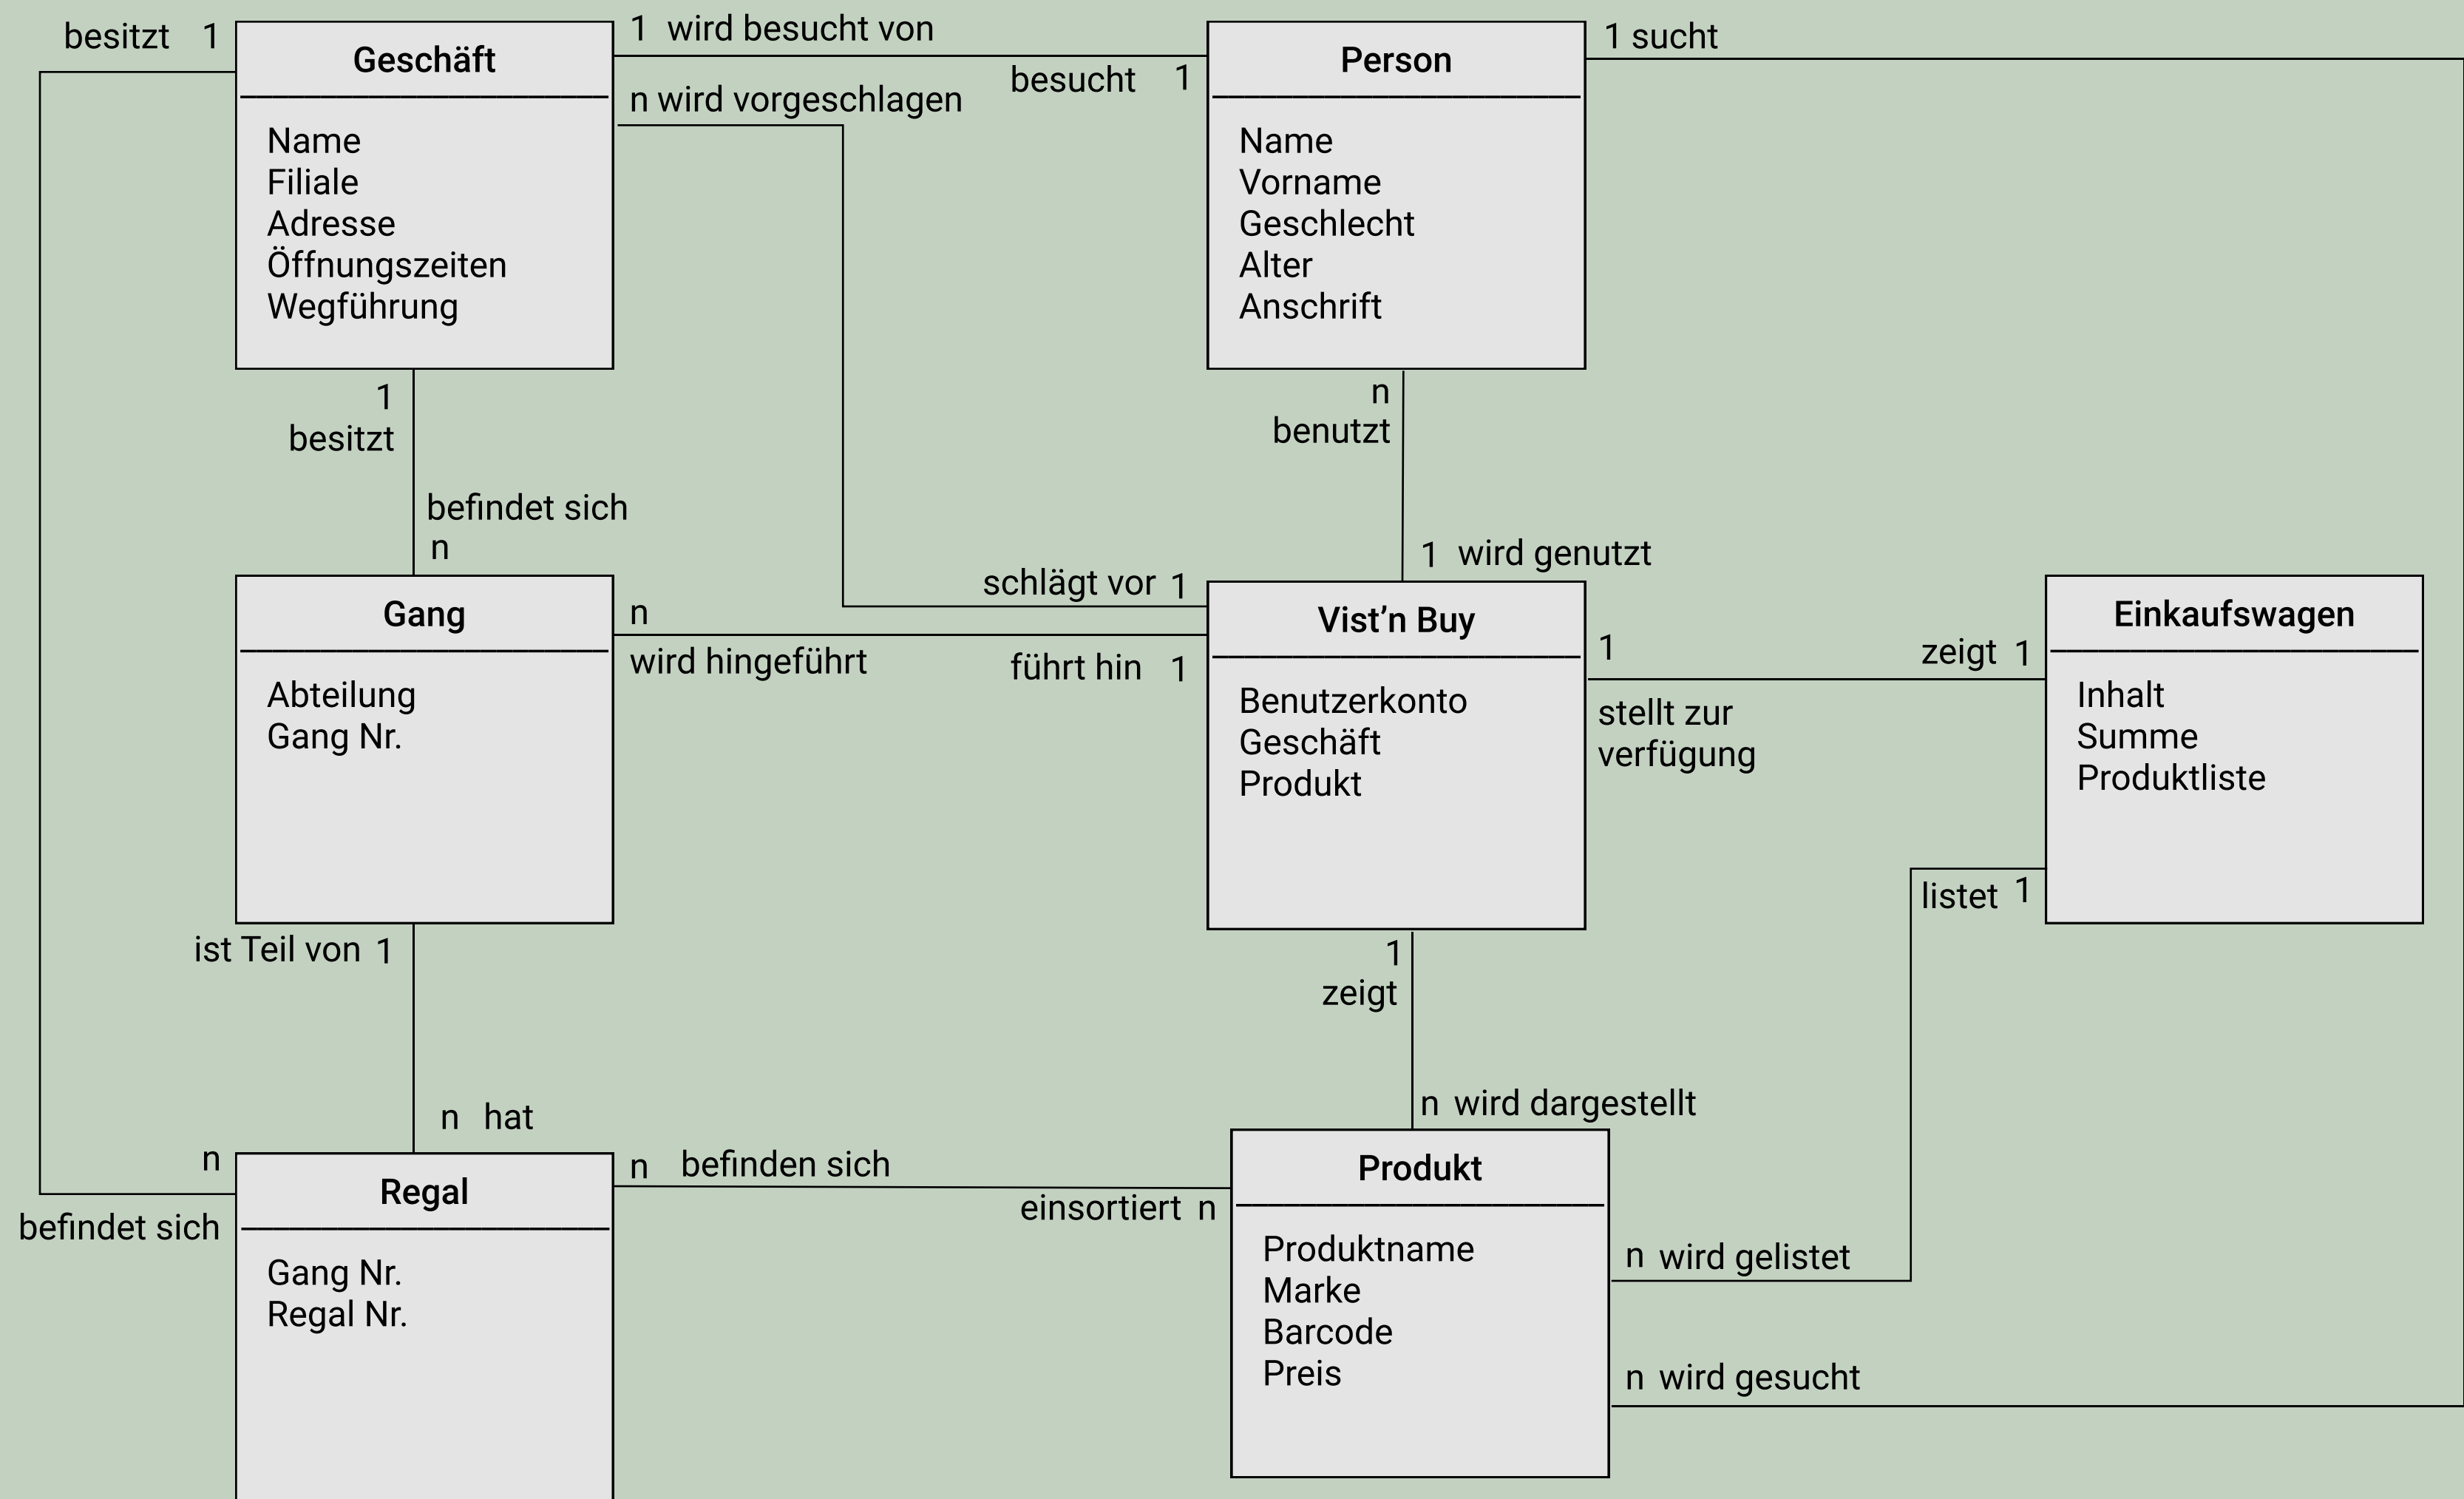 besitzt 1
Geschäft
Name
Filiale
Adresse
Öffnungszeiten
Wegführung
1 wird besucht von
besucht 1
n wird vorgeschlagen
Person
Name
Vorname
Geschlecht
Alter
Anschrift
1 sucht
1
besitzt
befindet sich
n
n
benutzt
1 wird genutzt
schlägt vor 1
Gang
Abteilung
Gang Nr.
n
wird hingeführt
führt hin 1
Vist’n Buy
Benutzerkonto
Geschäft
Produkt
1
stellt zur
verfügung
zeigt 1
Einkaufswagen
Inhalt
Summe
Produktliste
listet 1
ist Teil von 1
n hat
1
zeigt
n wird dargestellt
n
befindet sich
Regal
Gang Nr.
Regal Nr.
n befinden sich
einsortiert n
Produkt
Produktname
Marke
Barcode
Preis
n wird gelistet
n wird gesucht